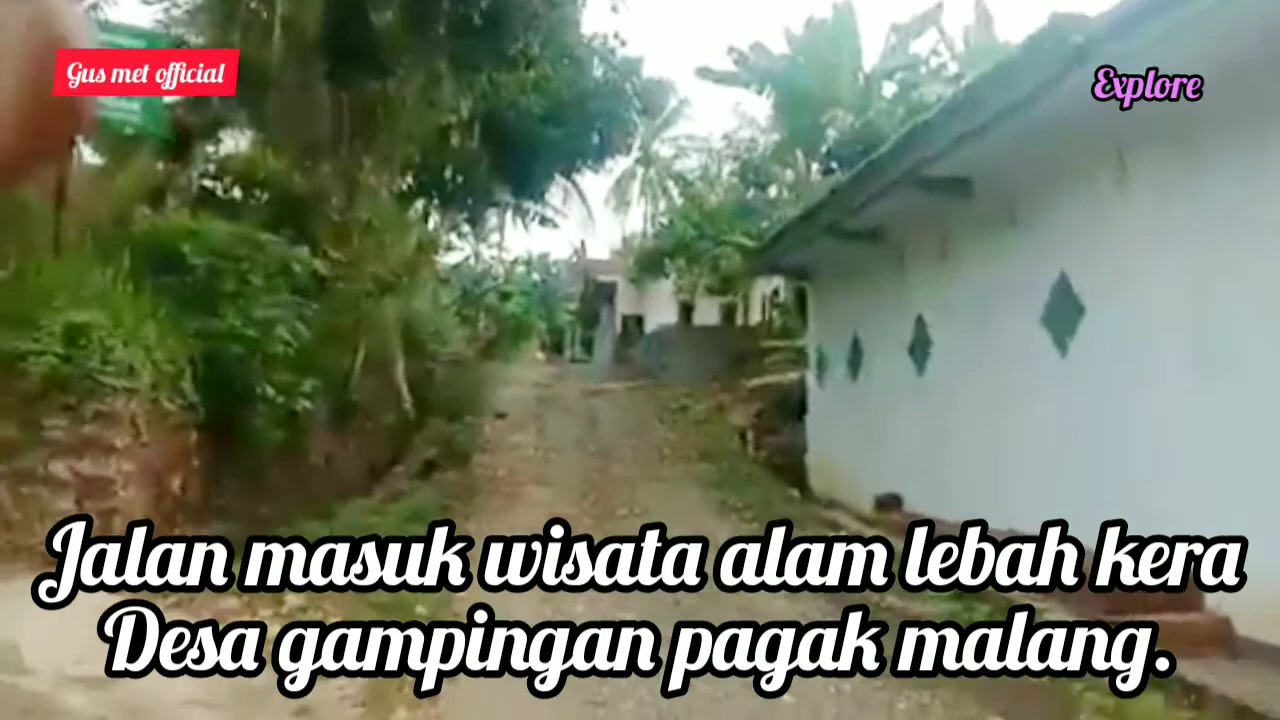 Gus met official
Explore
Jalan masuk wisata alam lebah kera
Desa gampingan pagak malang.